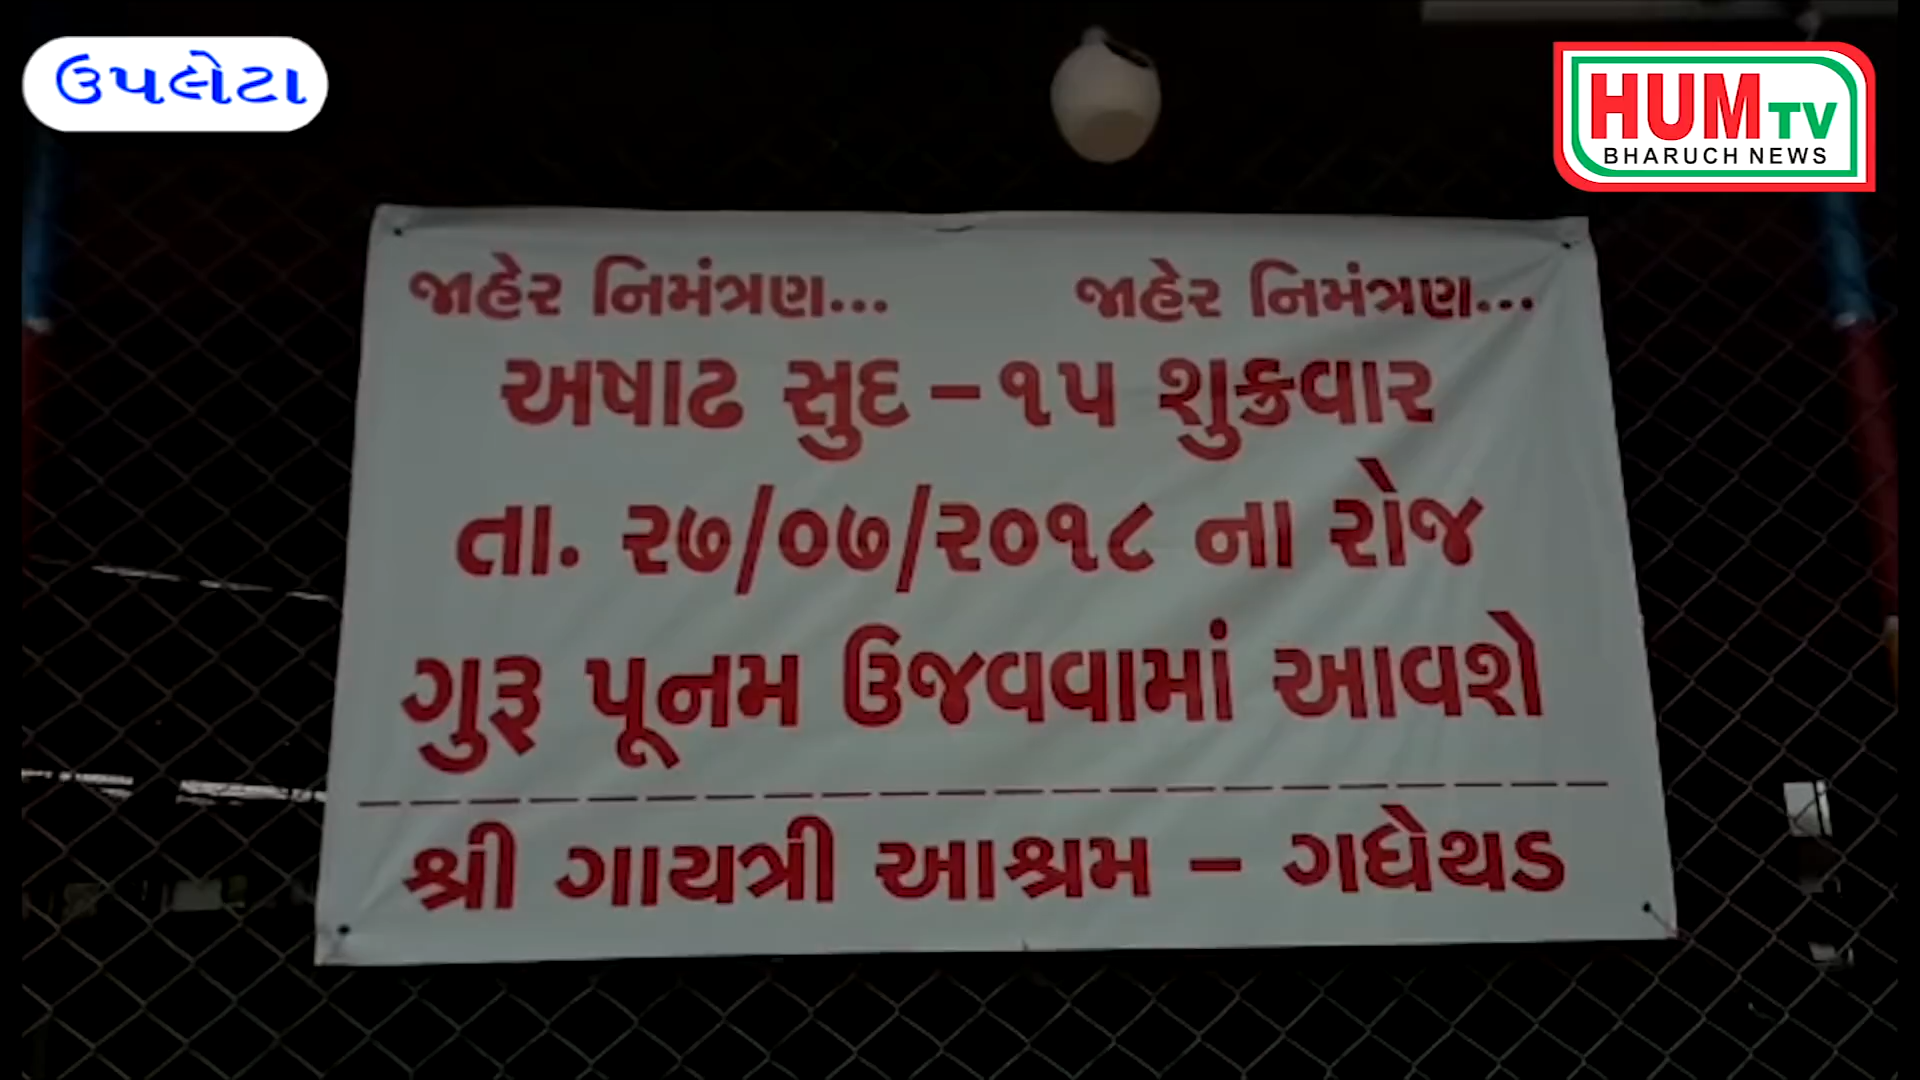 ઉપલેટા
HUM TV
BHARUCH NEWS
જાહેર નિમંત્રણ... જાહેર નિમંત્રણ...
અષાઢ સુદ - ૧૫ શુક્રવાર
તા. ૨૭/૦૭/૨૦૧૮ ના રોજ
ગુરૂ પૂનમ ઉજવવામાં આવશે
શ્રી ગાયત્રી આશ્રમ - ગધેથડ